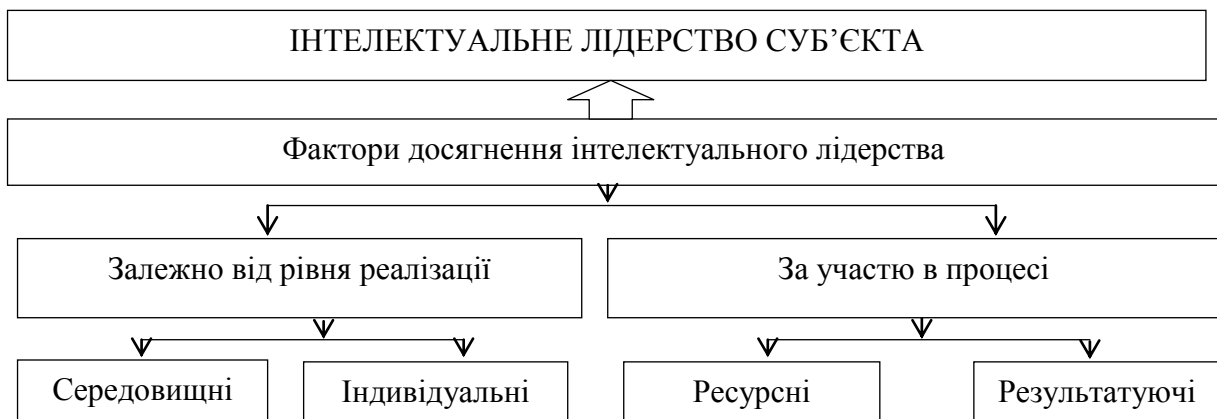 ІНТЕЛЕКТУАЛЬНЕ ЛІДЕРСТВО СУБ’ЄКТА
Фактори досягнення інтелектуального лідерства
Залежно від рівня реалізації
За участю в процесі
Середовищні
Індивідуальні
Ресурсні
Результатуючі